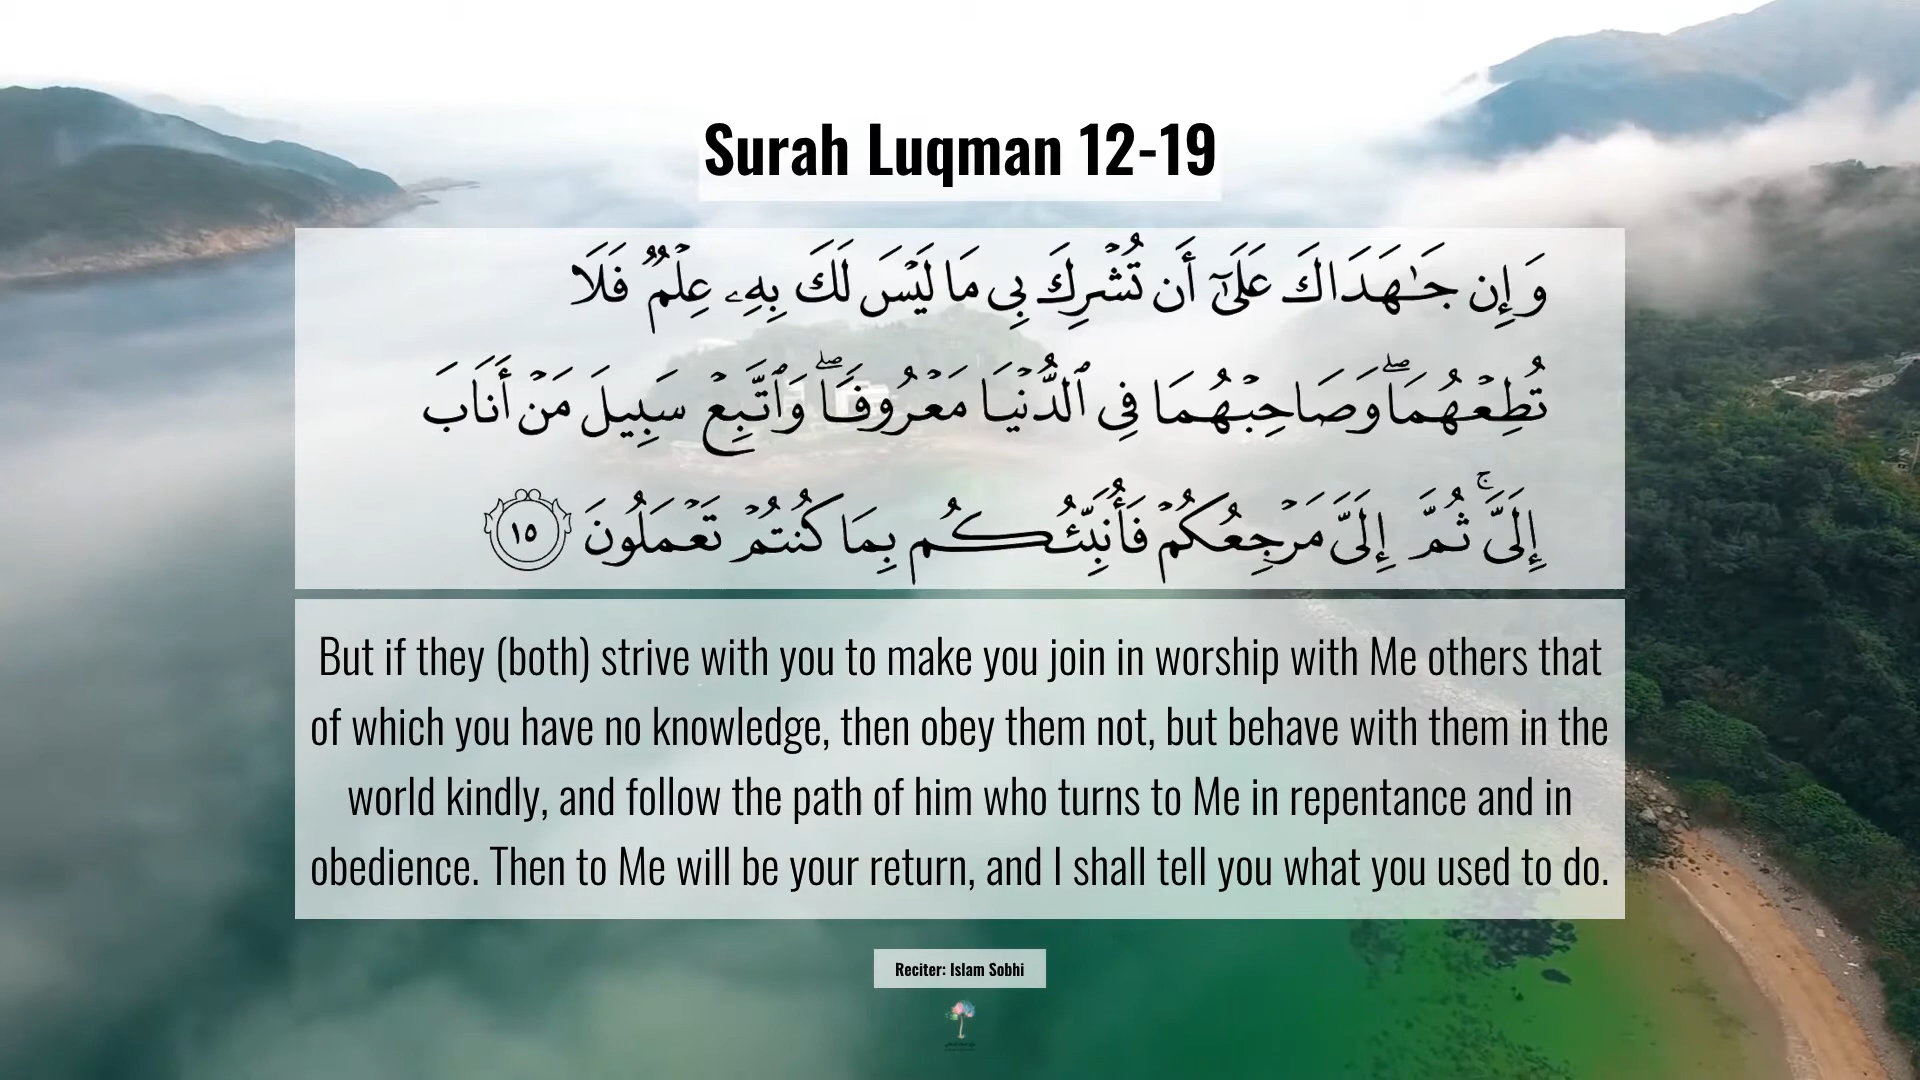 Surah Luqman 12-19
وَإِن جَـٰهَدَاكَ عَلَىٰٓ أَن تُشْرِكَ بِى مَا لَيْسَ لَكَ بِهِۦ عِلْمٌۭ فَلَا
تُطِعْهُمَا ۖ وَصَاحِبْهُمَا فِى ٱلدُّنْيَا مَعْرُوفًۭا ۖ وَٱتَّبِعْ سَبِيلَ مَنْ أَنَابَ
إِلَىَّ ۚ ثُمَّ إِلَىَّ مَرْجِعُكُمْ فَأُنَبِّئُكُم بِمَا كُنتُمْ تَعْمَلُونَ ١٥
But if they (both) strive with you to make you join in worship with Me others that
of which you have no knowledge, then obey them not, but behave with them in the
world kindly, and follow the path of him who turns to Me in repentance and in
obedience. Then to Me will be your return, and I shall tell you what you used to do.
Reciter: Islam Sobhi